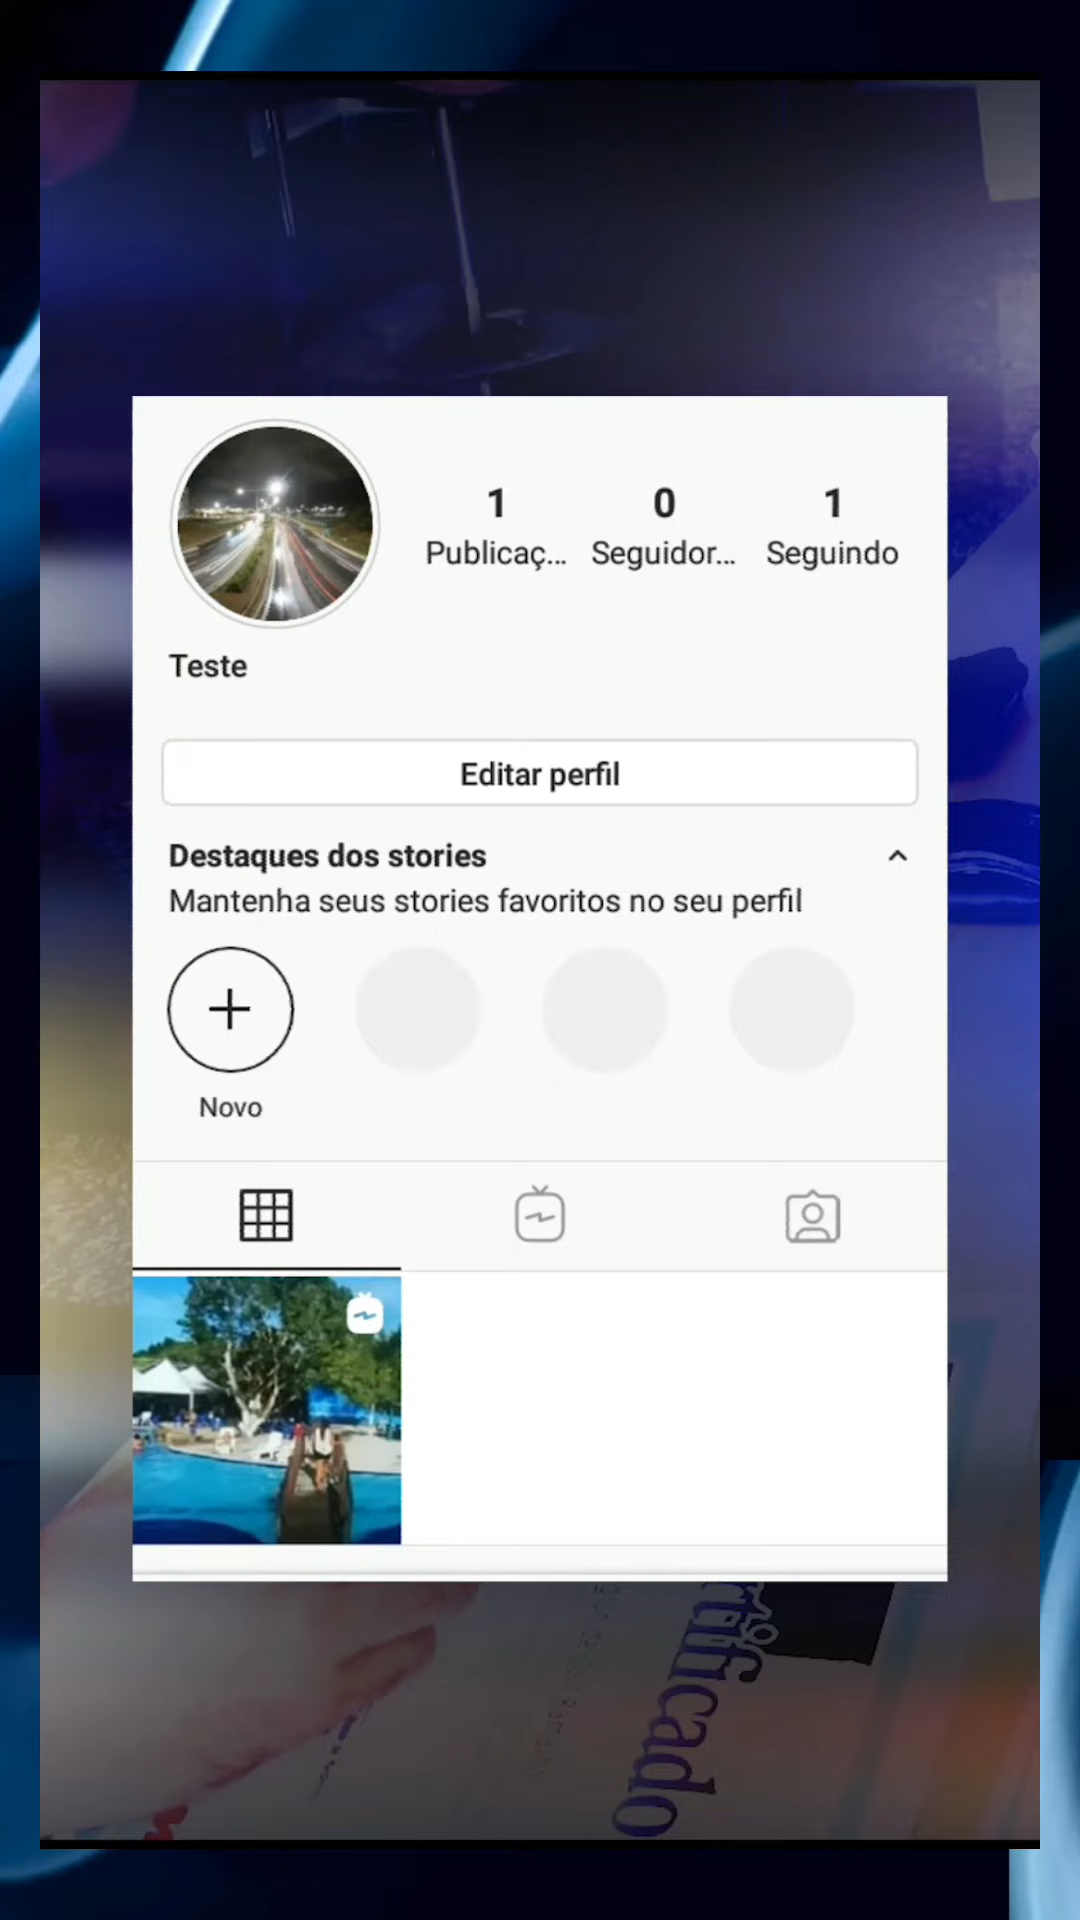 1 0 1
Publicaç... Seguidor... Seguindo
Teste
Editar perfil
Destaques dos stories
Mantenha seus stories favoritos no seu perfil
Novo
rtificado